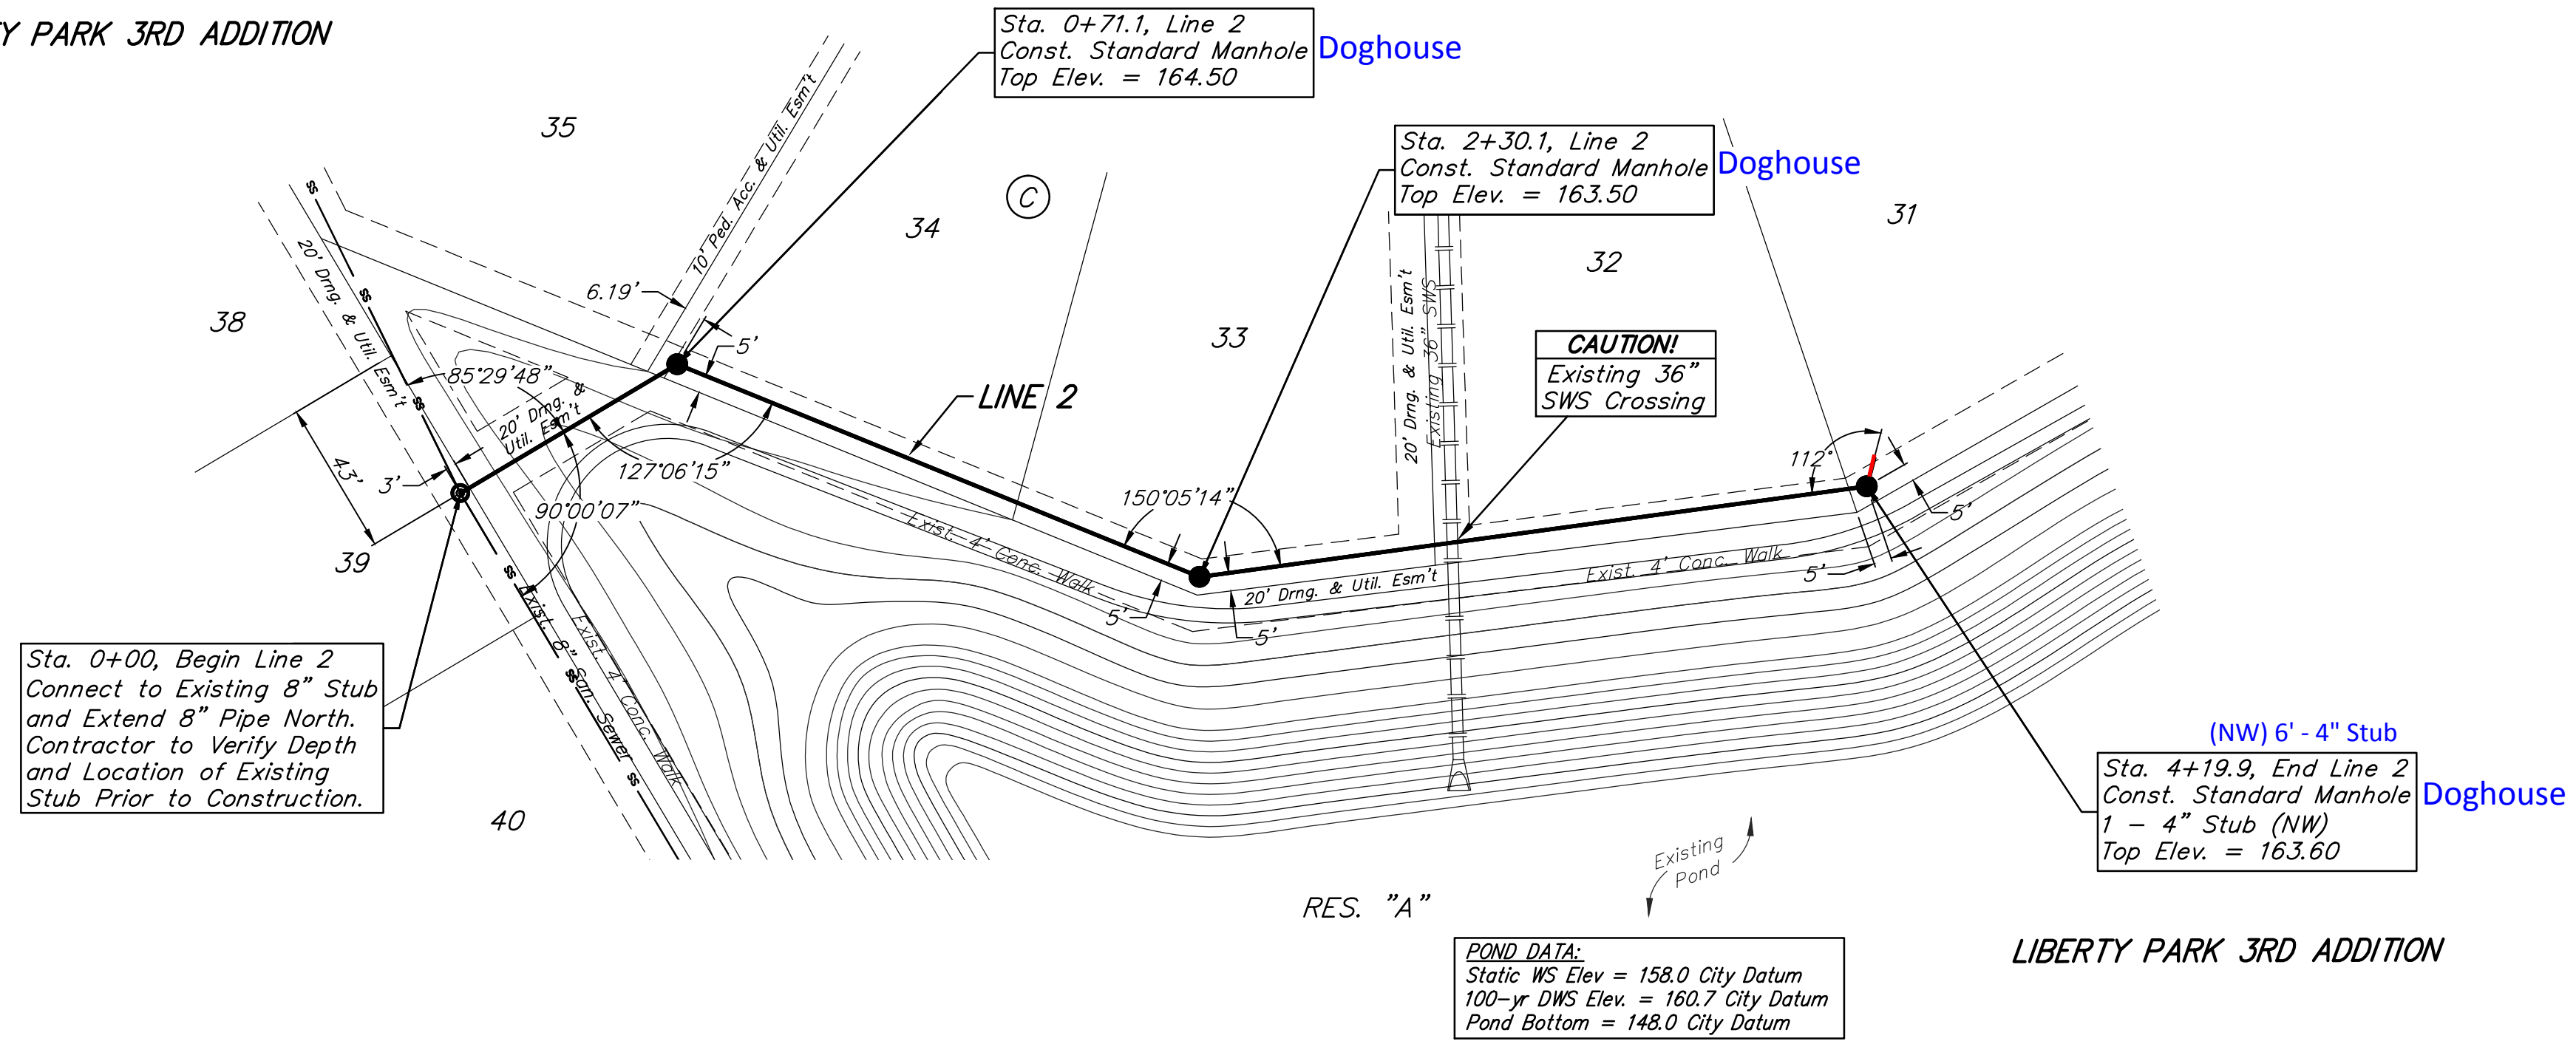 Y PARK 3RD ADDITION
Sta. 0+71.1, Line 2
Const. Standard Manhole
Top Elev. = 164.50
Doghouse
Sta. 2+30.1, Line 2
Const. Standard Manhole
Top Elev. = 163.50
Doghouse
35
34
C
33
32
31
38
39
40
10' Ped. Acc. & Util. Esm't
20' Drng. & Util. Esm't
6.19'
5'
85°29'48"
20' Drng. &
Util. Esm't
43'
3'
127°06'15"
90°00'07"
LINE 2
150°05'14"
5'
5'
20' Drng. & Util. Esm't
Existing 36" SWS
CAUTION!
Existing 36"
SWS Crossing
112°
5'
5'
Exist. 4' Conc. Walk
20' Drng. & Util. Esm't
Exist. 4' Conc. Walk
Exist. 8" San. Sewer
Exist. 4' Conc. Walk
SS
SS
SS
SS
SS
SS
Sta. 0+00, Begin Line 2
Connect to Existing 8" Stub
and Extend 8" Pipe North.
Contractor to Verify Depth
and Location of Existing
Stub Prior to Construction.
(NW) 6' - 4" Stub
Sta. 4+19.9, End Line 2
Const. Standard Manhole
1 - 4" Stub (NW)
Top Elev. = 163.60
Doghouse
Existing
Pond
RES. "A"
POND DATA:
Static WS Elev = 158.0 City Datum
100-yr DWS Elev. = 160.7 City Datum
Pond Bottom = 148.0 City Datum
LIBERTY PARK 3RD ADDITION